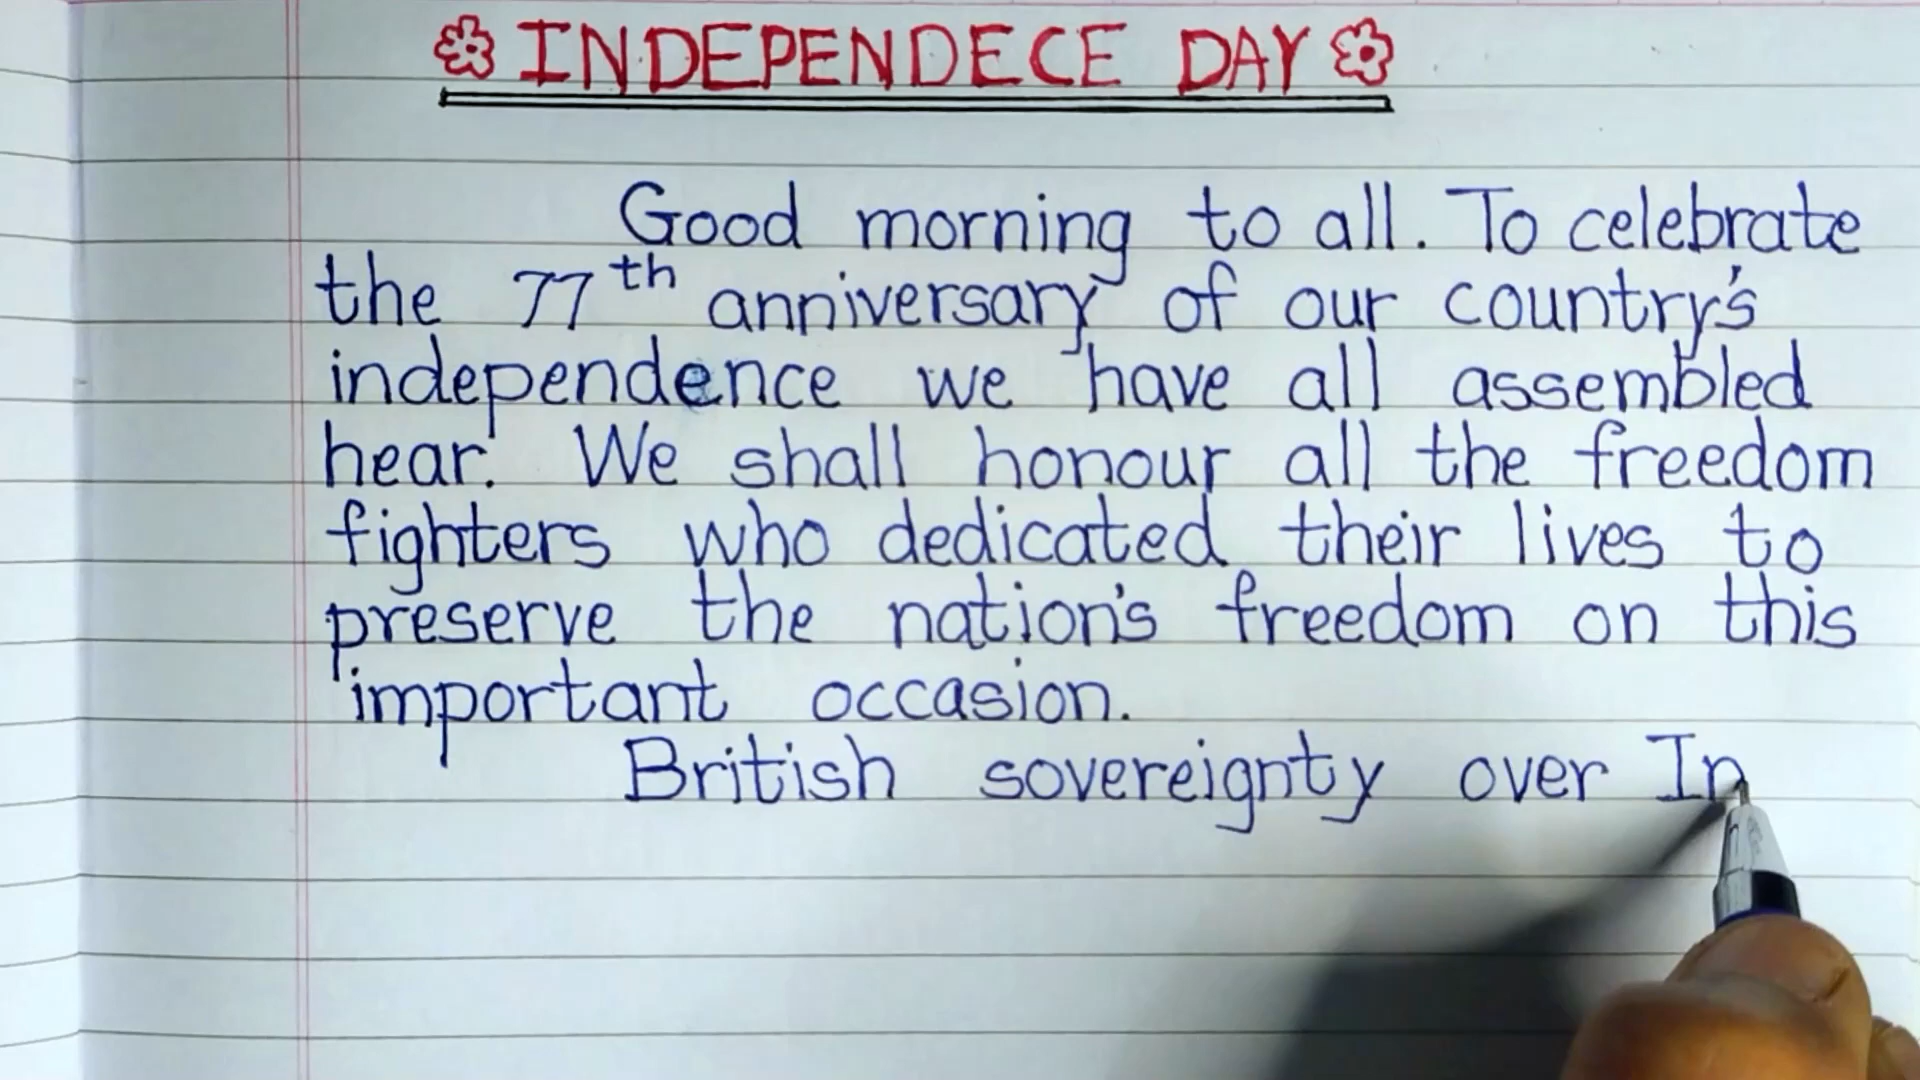 INDEPENDECE DAY
Good morning to all. To celebrate
the 77th anniversary of our country's
independence we have all assembled
hear. We shall honour all the freedom
fighters who dedicated their lives to
preserve the nation's freedom on this
important occasion.
British sovereignty over In